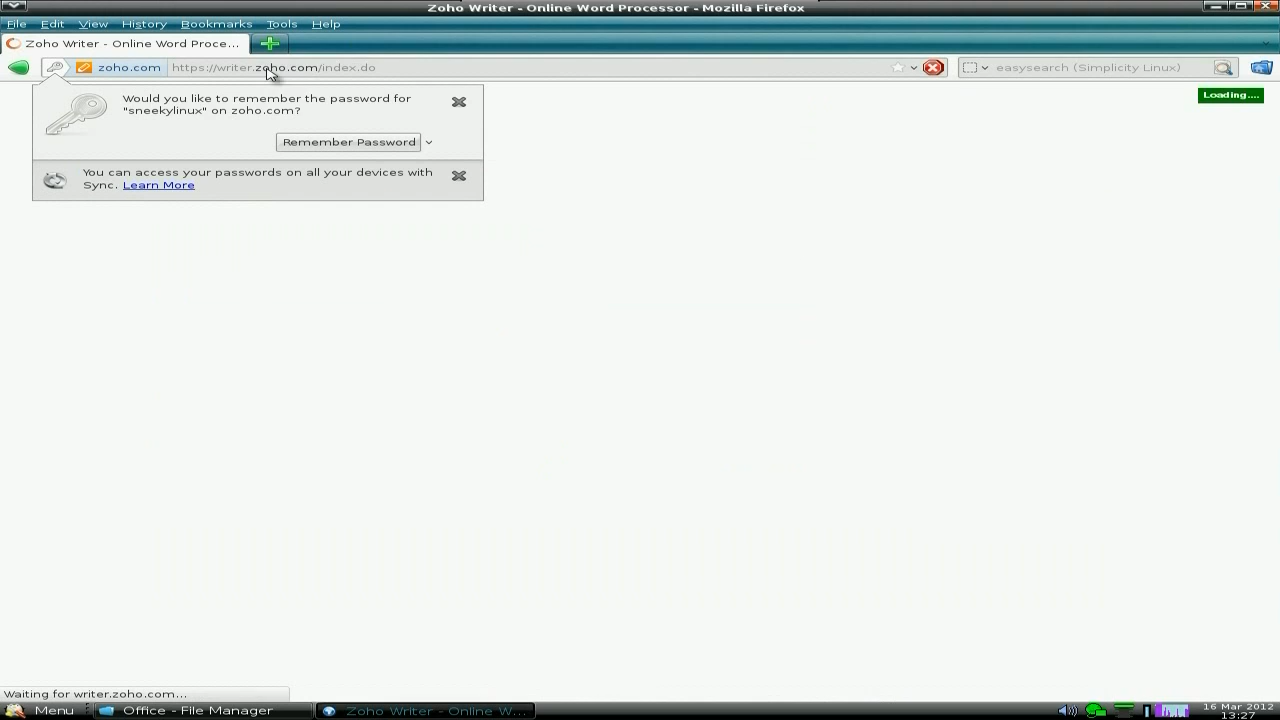 Zoho Writer - Online Word Processor - Mozilla Firefox
File Edit View History Bookmarks Tools Help
Zoho Writer - Online Word Proce...
zoho.com https://writer.zoho.com/index.do easysearch (Simplicity Linux)
Loading....
Would you like to remember the password for
"sneekylinux" on zoho.com?
Remember Password
You can access your passwords on all your devices with
Sync. Learn More
Waiting for writer.zoho.com...
Menu Office - File Manager Zoho Writer - Online W... 16 Mar 2012
13:27